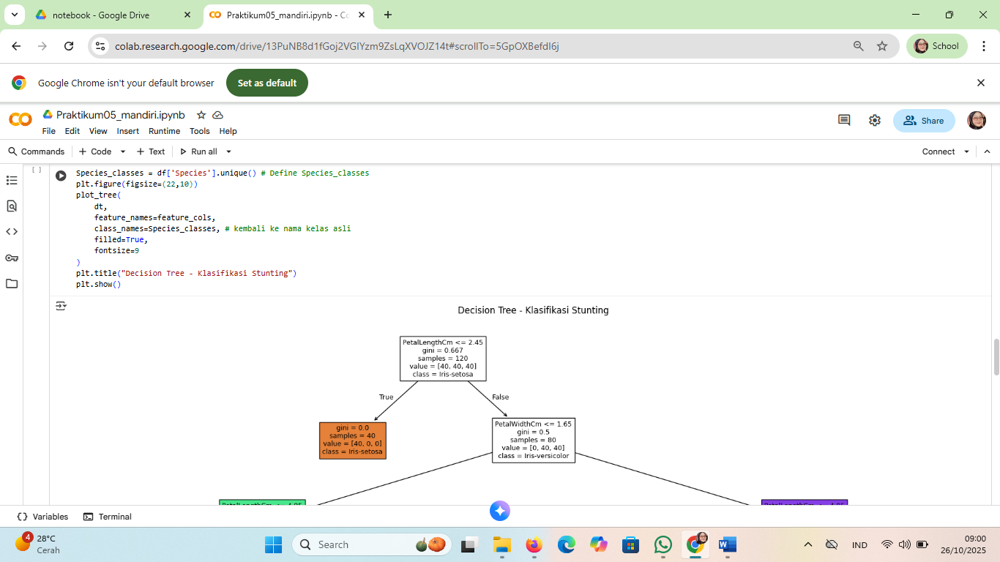 notebook - Google Drive
Praktikum05_mandiri.ipynb - Co
colab.research.google.com/drive/13PuNB8d1fGoj2VGIYzm9ZsLqXVOJZ14t#scrollTo=5GpOXBefdI6j
School
Google Chrome isn't your default browser
Set as default
CO
Praktikum05_mandiri.ipynb
File Edit View Insert Runtime Tools Help
Share
Commands + Code + Text Run all
Connect
[ ]
Species_classes = df['Species'].unique() # Define Species_classes
plt.figure(figsize=(22,10))
plot_tree(
dt,
feature_names=feature_cols,
class_names=Species_classes, # kembali ke nama kelas asli
filled=True,
fontsize=9
)
plt.title("Decision Tree - Klasifikasi Stunting")
plt.show()
Decision Tree - Klasifikasi Stunting
PetalLengthCm <= 2.45
gini = 0.667
samples = 120
value = [40, 40, 40]
class = Iris-setosa
True
False
gini = 0.0
samples = 40
value = [40, 0, 0]
class = Iris-setosa
PetalWidthCm <= 1.65
gini = 0.5
samples = 80
value = [0, 40, 40]
class = Iris-versicolor
Variables
Terminal
4
28°C
Cerah
Search
IND
09:00
26/10/2025